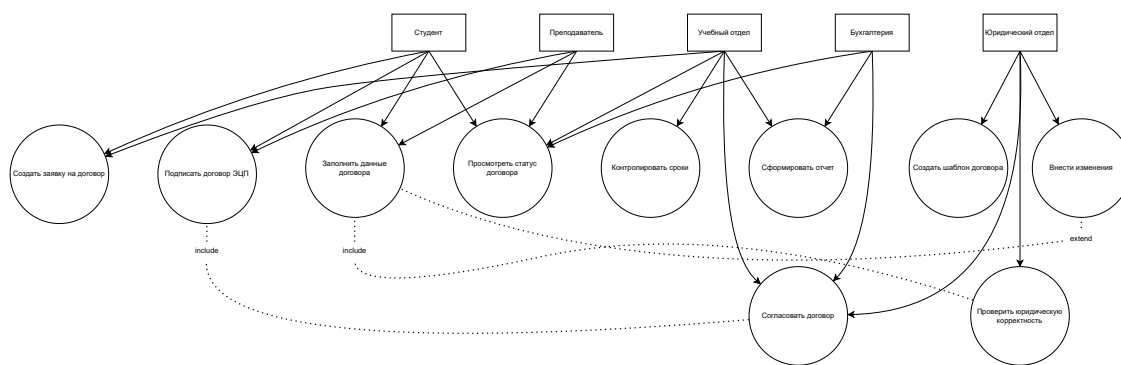 Студент
Преподаватель
Учебный отдел
Бухгалтерия
Юридический отдел
Создать заявку на договор
Подписать договор ЭЦП
Заполнить данные
договора
Просмотреть статус
договора
Контролировать сроки
Сформировать отчет
Создать шаблон договора
Внести изменения
include
include
extend
Согласовать договор
Проверить юридическую
корректность